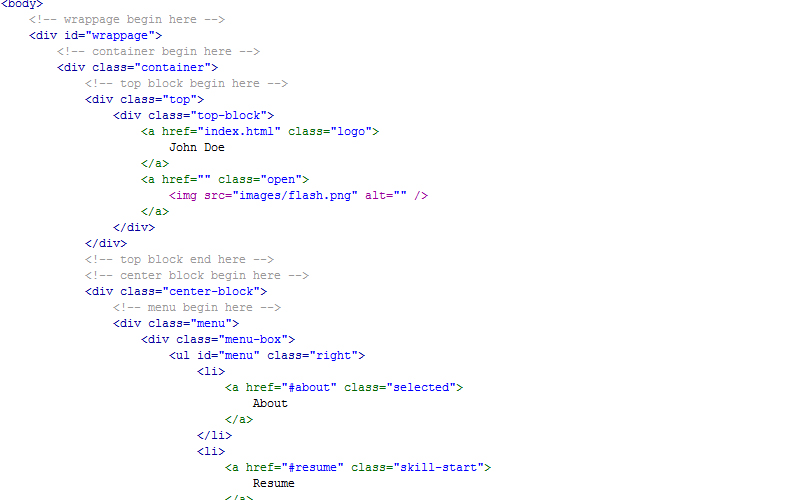 <body>
<!-- wrappage begin here -->
<div id="wrappage">
<!-- container begin here -->
<div class="container">
<!-- top block begin here -->
<div class="top">
<div class="top-block">
<a href="index.html" class="logo">
John Doe
</a>
<a href="" class="open">
<img src="images/flash.png" alt="" />
</a>
</div>
</div>
<!-- top block end here -->
<!-- center block begin here -->
<div class="center-block">
<!-- menu begin here -->
<div class="menu">
<div class="menu-box">
<ul id="menu" class="right">
<li>
<a href="#about" class="selected">
About
</a>
</li>
<li>
<a href="#resume" class="skill-start">
Resume
</a>